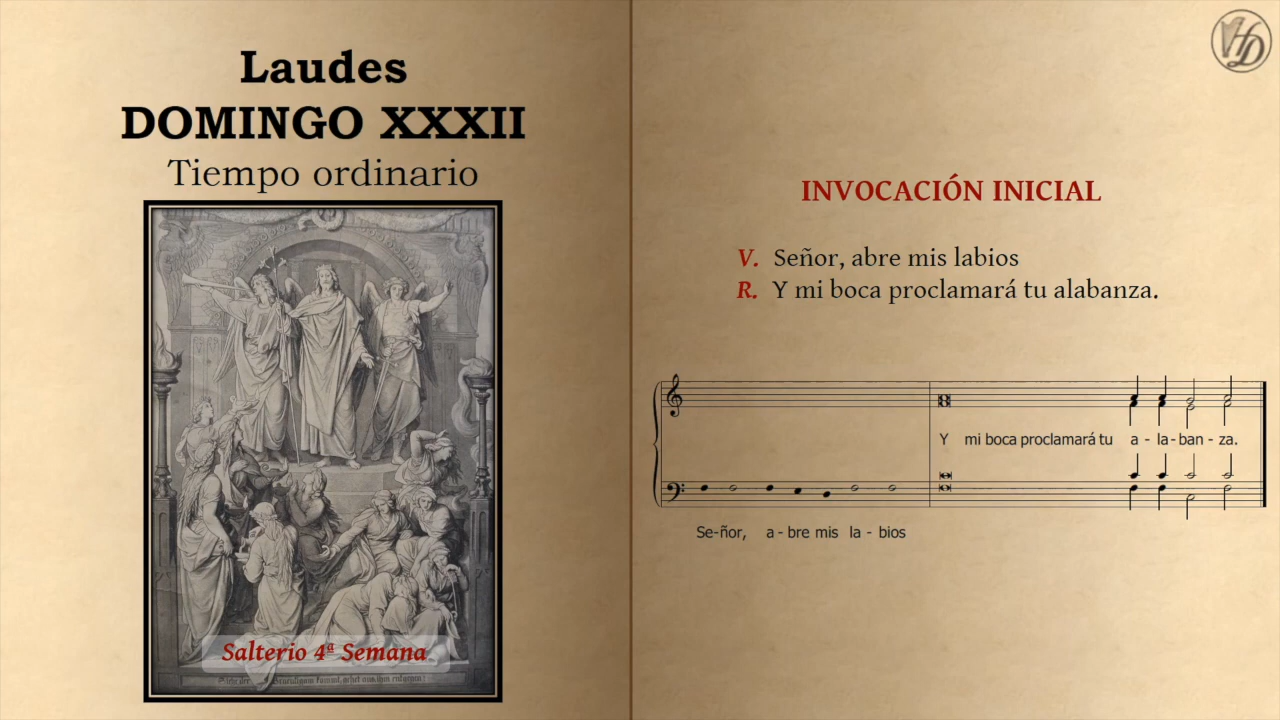 Laudes
DOMINGO XXXII
Tiempo ordinario
Salterio 4ª Semana
HD
INVOCACIÓN INICIAL
V. Señor, abre mis labios
R. Y mi boca proclamará tu alabanza.
Y mi boca proclamará tu a - la - ban - za.
Se-ñor, a - bre mis la - bios